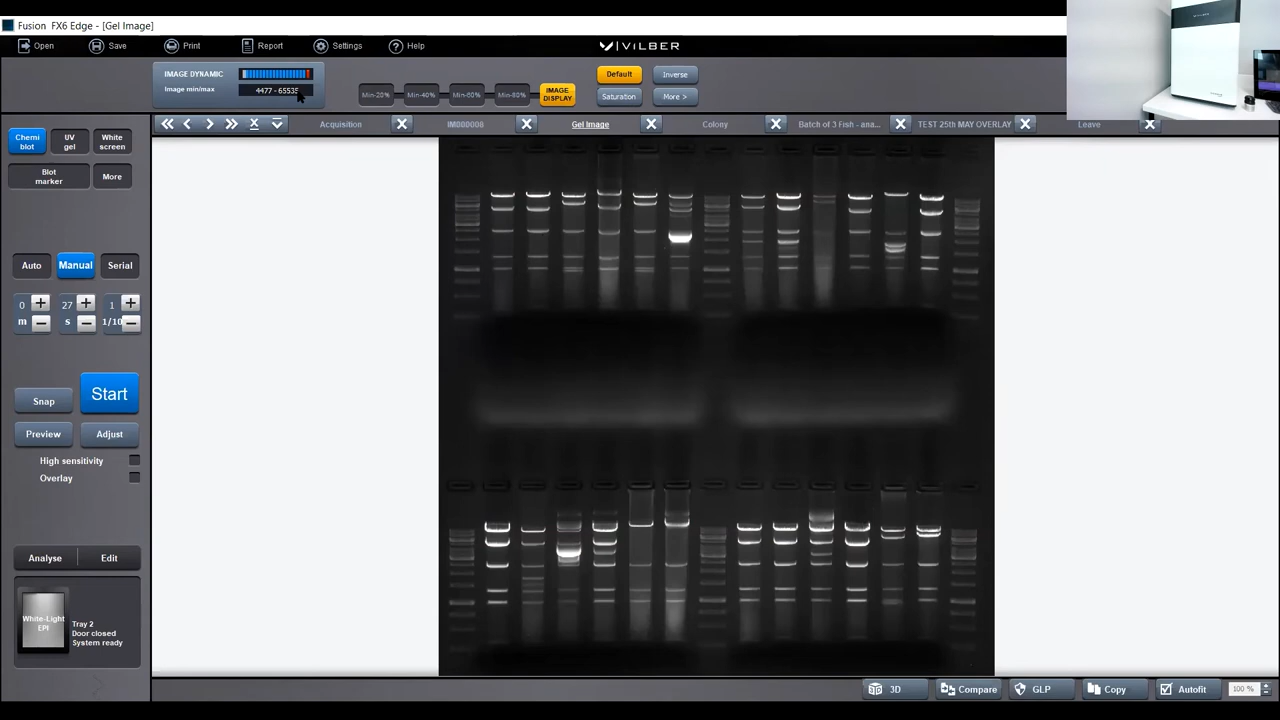 Fusion FX6 Edge - [Gel Image]
Open Save Print Report Settings Help
VILBER
IMAGE DYNAMIC
Image min/max 4477 - 65535
Min-20% Min-40% Min-60% Min-80% IMAGE DISPLAY
Default Inverse
Saturation More >
Acquisition IM000008 Gel Image Colony Batch of 3 Fish - ana... TEST 25th MAY OVERLAY Leave
Chemi blot
UV gel
White screen
Blot marker
More
Auto Manual Serial
0 + 27 + 1 +
m - s - 1/10 -
Snap Start
Preview Adjust
High sensitivity
Overlay
Analyse Edit
White-Light EPI
Tray 2
Door closed
System ready
3D Compare GLP Copy Autofit 100 %